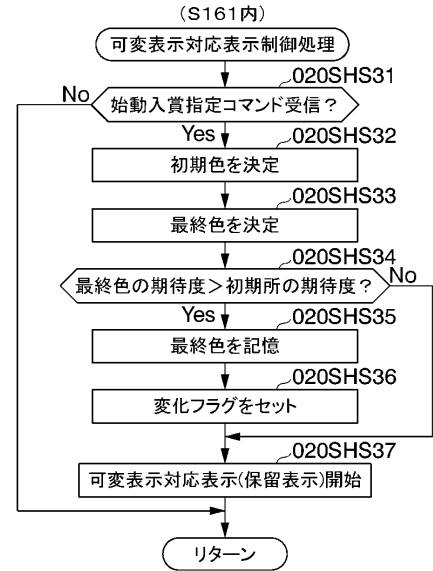 (S161内)
可変表示対応表示制御処理
020SHS31
No
始動入賞指定コマンド受信？
Yes
020SHS32
初期色を決定
020SHS33
最終色を決定
020SHS34
最終色の期待度＞初期所の期待度？
No
Yes
020SHS35
最終色を記憶
020SHS36
変化フラグをセット
020SHS37
可変表示対応表示(保留表示)開始
リターン